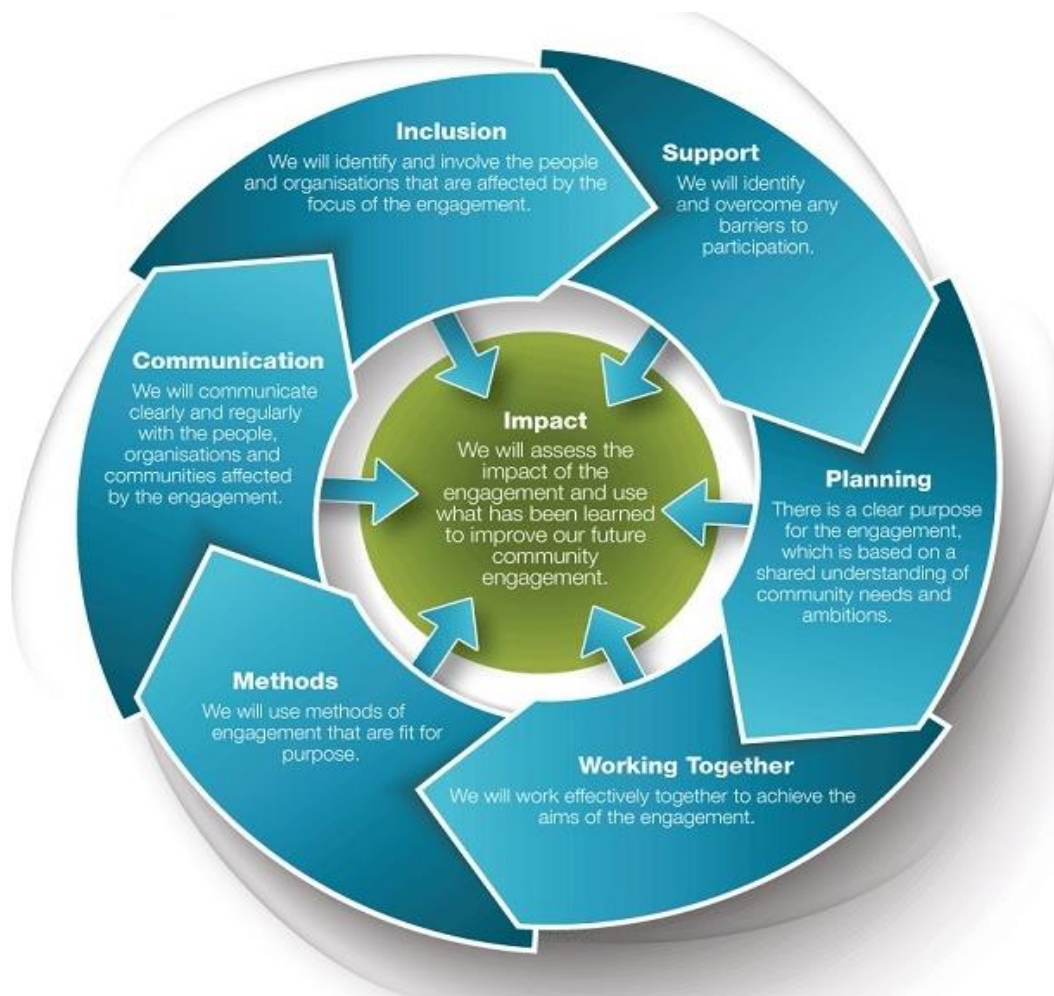 Inclusion
We will identify and involve the people
and organisations that are affected by the
focus of the engagement.
Support
We will identify
and overcome any
barriers to
participation.
Planning
There is a clear purpose
for the engagement,
which is based on a
shared understanding of
community needs and
ambitions.
Working Together
We will work effectively together to achieve the
aims of the engagement.
Methods
We will use methods of
engagement that are fit for
purpose.
Communication
We will communicate
clearly and regularly
with the people,
organisations and
communities affected
by the engagement.
Impact
We will assess the
impact of the
engagement and use
what has been learned
to improve our future
community
engagement.